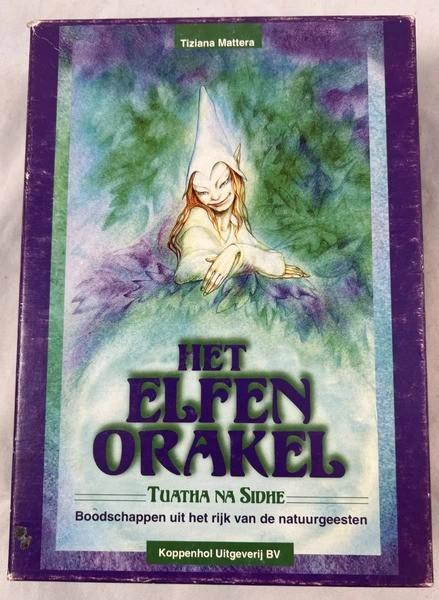 Tiziana Mattera
HET
ELFEN
ORAKEL
TUATHA NA SIDHE
Boodschappen uit het rijk van de natuurgeesten
Koppenhol Uitgeverij BV